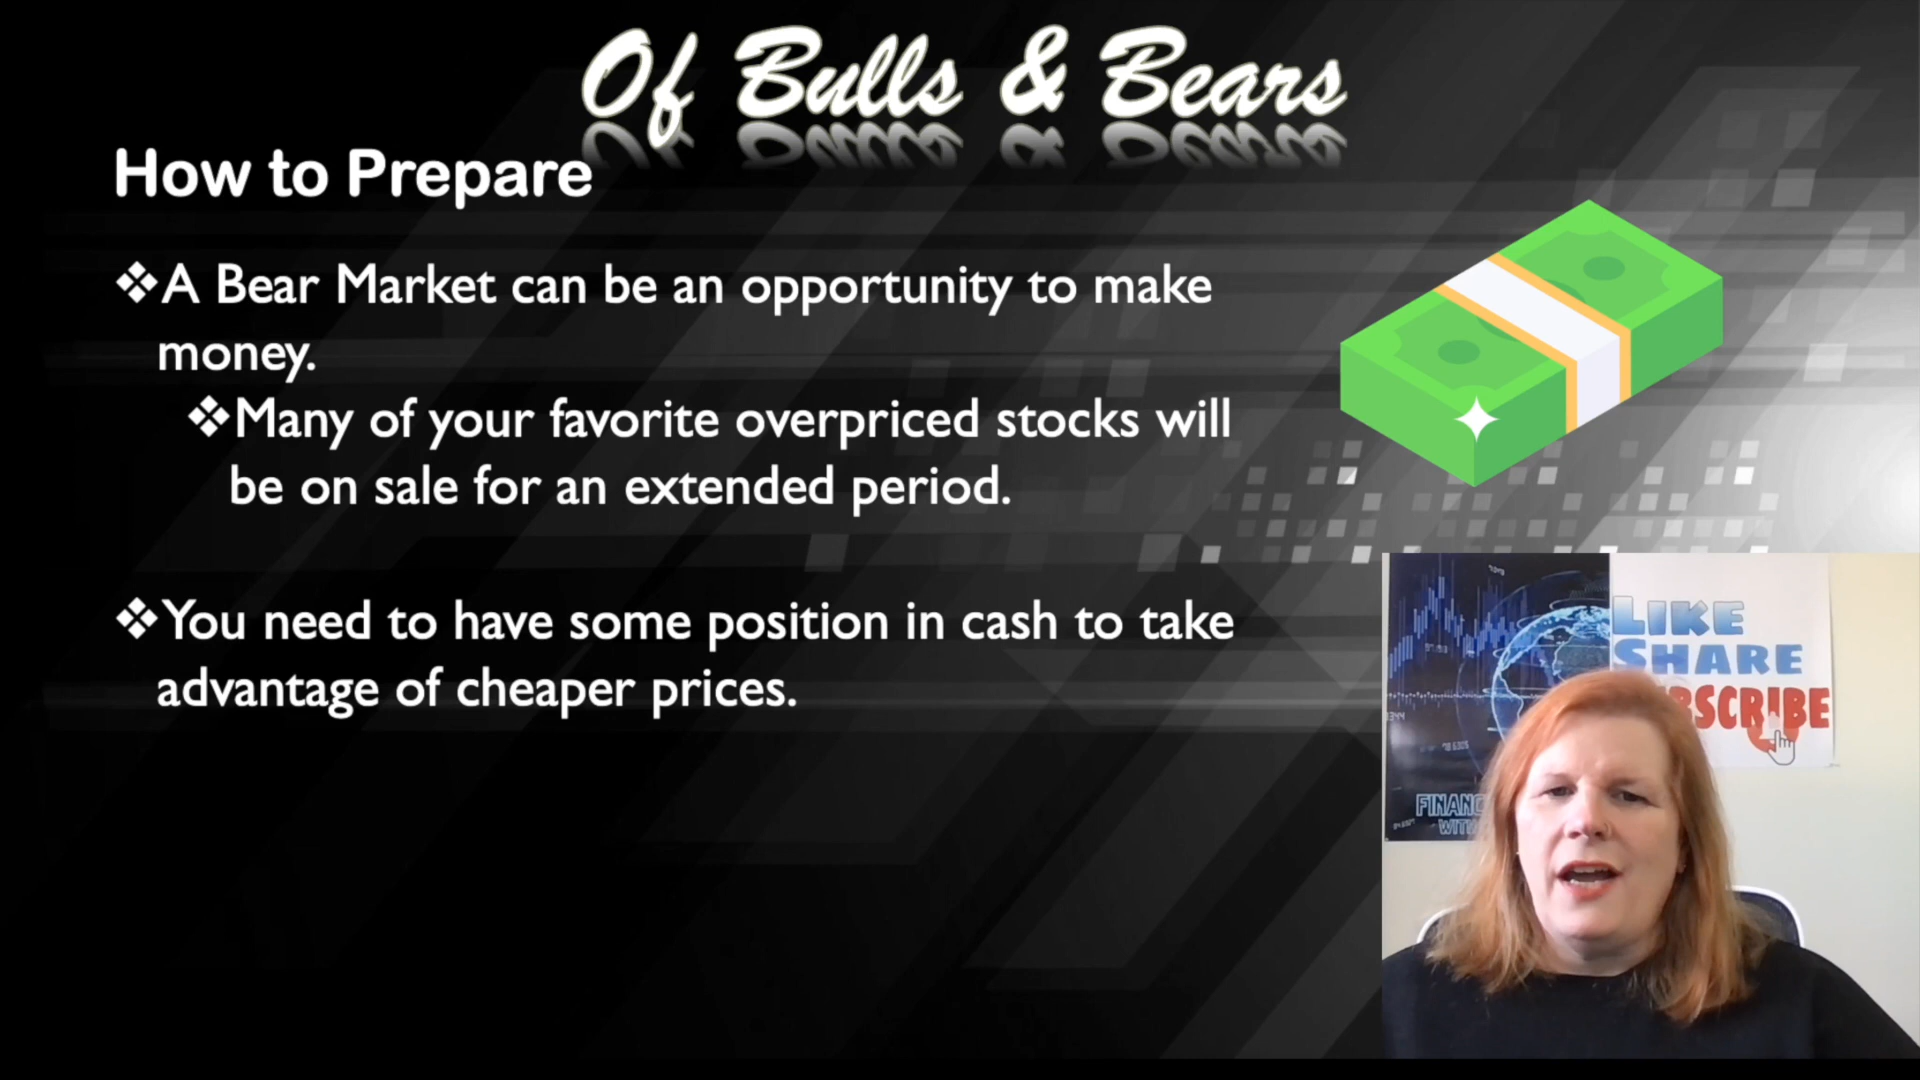 Of Bulls & Bears
How to Prepare
❖A Bear Market can be an opportunity to make
money.
❖Many of your favorite overpriced stocks will
be on sale for an extended period.
❖You need to have some position in cash to take
advantage of cheaper prices.
LIKE
SHARE